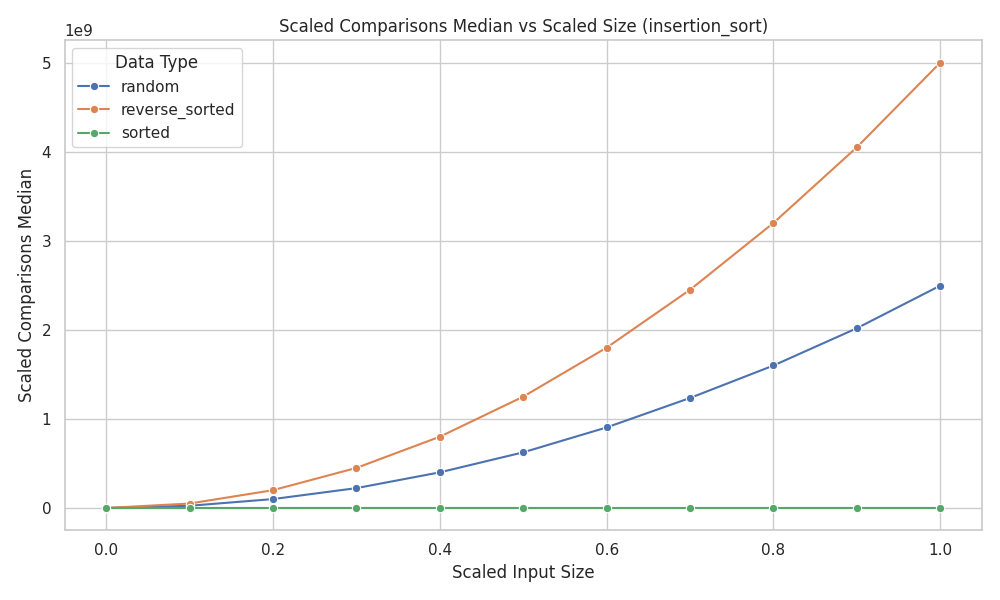 Scaled Comparisons Median vs Scaled Size (insertion_sort)
1e9
Data Type
random
reverse_sorted
sorted
5
4
3
2
1
0
Scaled Comparisons Median
0.0 0.2 0.4 0.6 0.8 1.0
Scaled Input Size